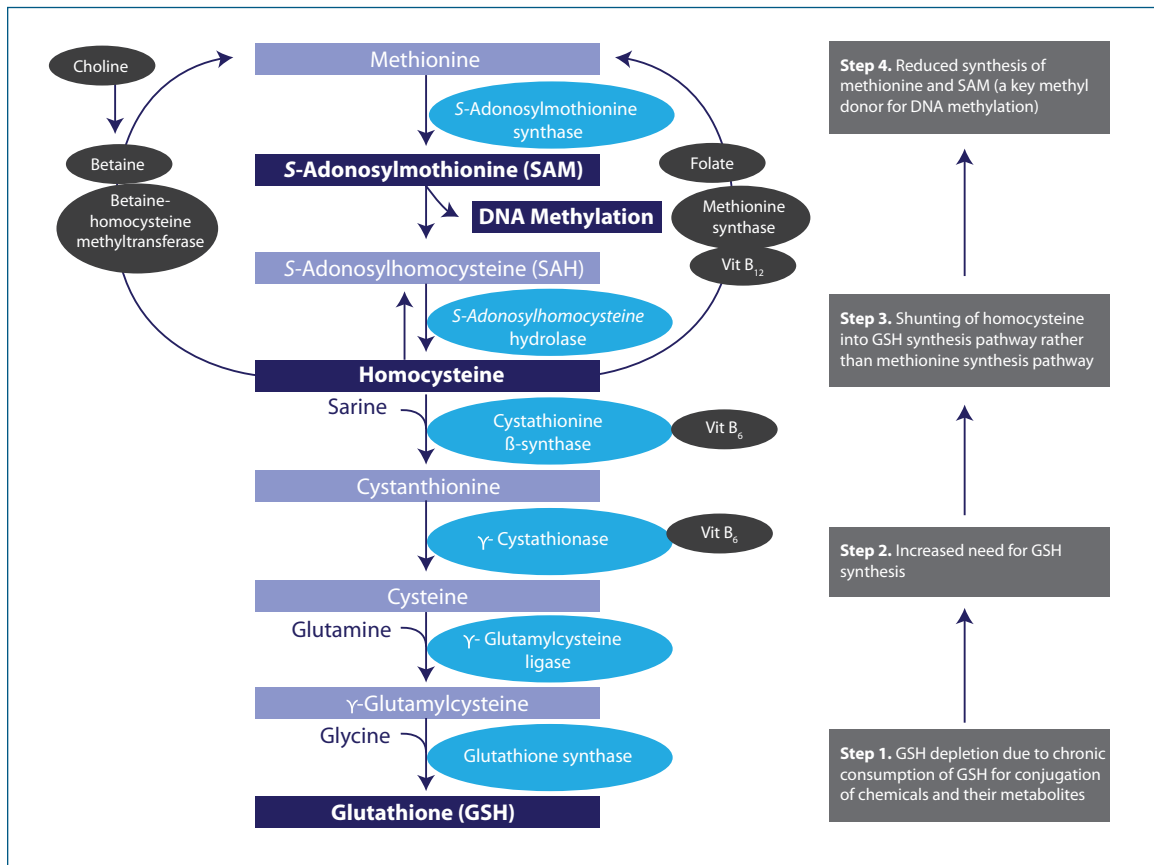 Choline
Betaine
Betaine-
homocysteine
methyltransferase
Methionine
S-Adonosylmothionine
synthase
S-Adonosylmothionine (SAM)
DNA Methylation
S-Adonosylhomocysteine (SAH)
S-Adonosylhomocysteine
hydrolase
Homocysteine
Folate
Methionine
synthase
Vit B12
Sarine
Cystathionine
ß-synthase
Vit B6
Cystanthionine
γ- Cystathionase
Vit B6
Cysteine
Glutamine
γ- Glutamylcysteine
ligase
γ-Glutamylcysteine
Glycine
Glutathione synthase
Glutathione (GSH)
Step 4. Reduced synthesis of
methionine and SAM (a key methyl
donor for DNA methylation)
Step 3. Shunting of homocysteine
into GSH synthesis pathway rather
than methionine synthesis pathway
Step 2. Increased need for GSH
synthesis
Step 1. GSH depletion due to chronic
consumption of GSH for conjugation
of chemicals and their metabolites